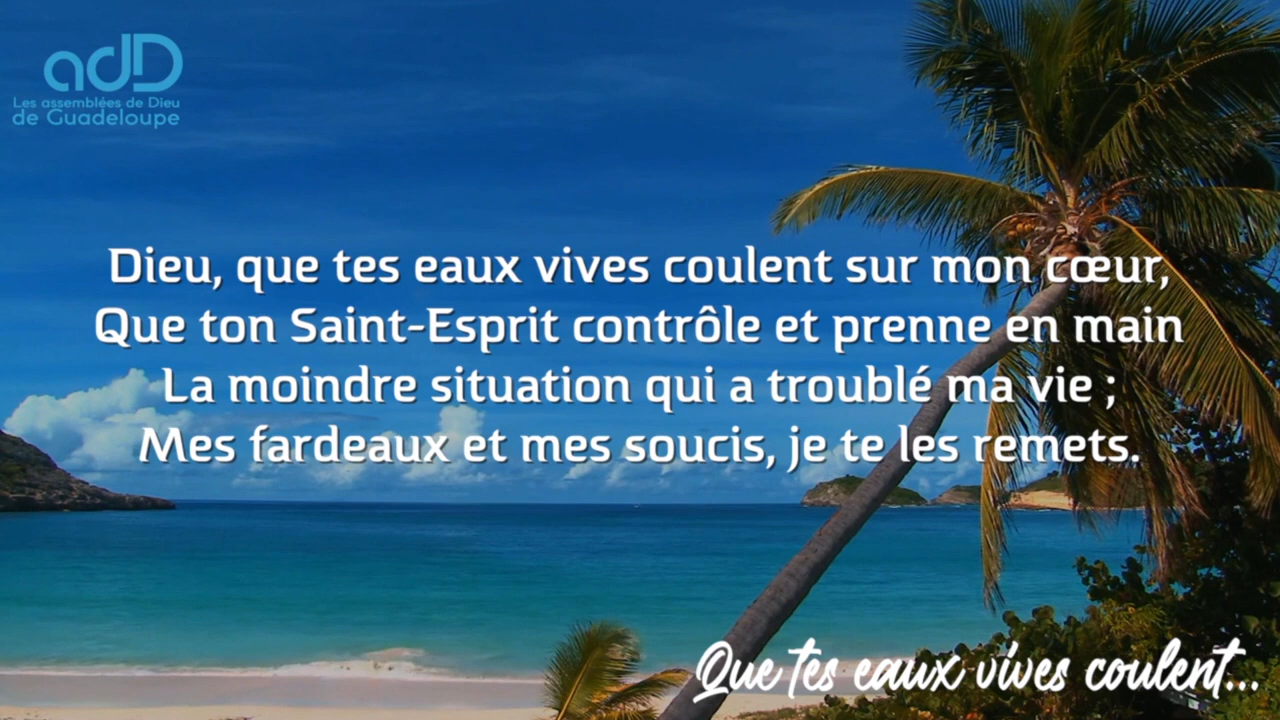 adD
Les assemblées de Dieu
de Guadeloupe
Dieu, que tes eaux vives coulent sur mon cœur,
Que ton Saint-Esprit contrôle et prenne en main
La moindre situation qui a troublé ma vie ;
Mes fardeaux et mes soucis, je te les remets.
Que tes eaux vives coulent...